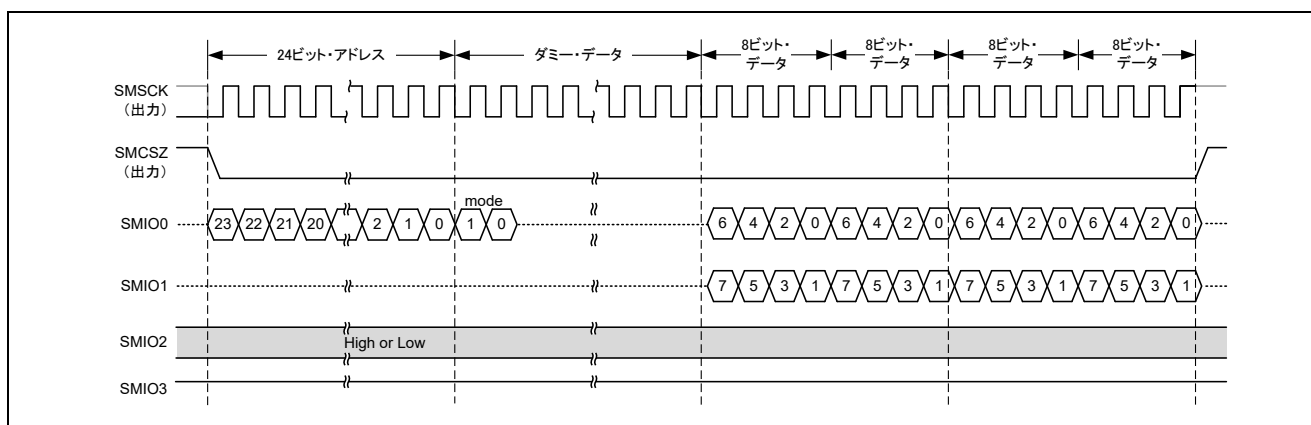 24ビット・アドレス
ダミー・データ
8ビット・
データ
8ビット・
データ
8ビット・
データ
8ビット・
データ
SMSCK
(出力)
SMCSZ
(出力)
mode
SMIO0
23 22 21 20 2 1 0 1 0 6 4 2 0 6 4 2 0 6 4 2 0 6 4 2 0
SMIO1
7 5 3 1 7 5 3 1 7 5 3 1 7 5 3 1
SMIO2
High or Low
SMIO3